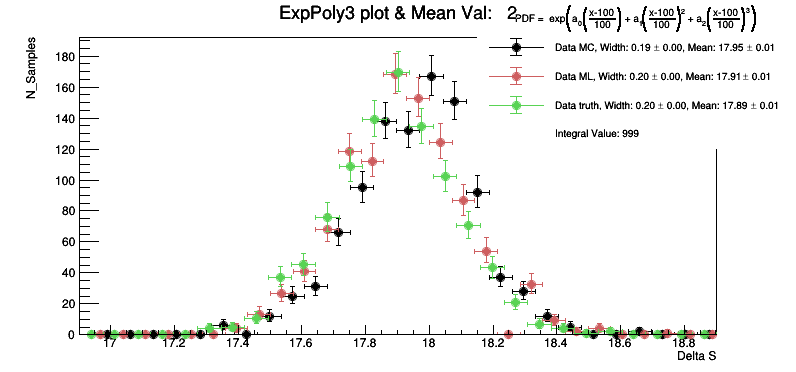 ExpPoly3 plot & Mean Val: 2
PDF = exp(a₀(x-100/100) + a₁(x-100/100)² + a₂(x-100/100)³)
N_Samples
Data MC, Width: 0.19 ± 0.00, Mean: 17.95 ± 0.01
Data ML, Width: 0.20 ± 0.00, Mean: 17.91 ± 0.01
Data truth, Width: 0.20 ± 0.00, Mean: 17.89 ± 0.01
Integral Value: 999
180
160
140
120
100
80
60
40
20
0
17 17.2 17.4 17.6 17.8 18 18.2 18.4 18.6 18.8
Delta S